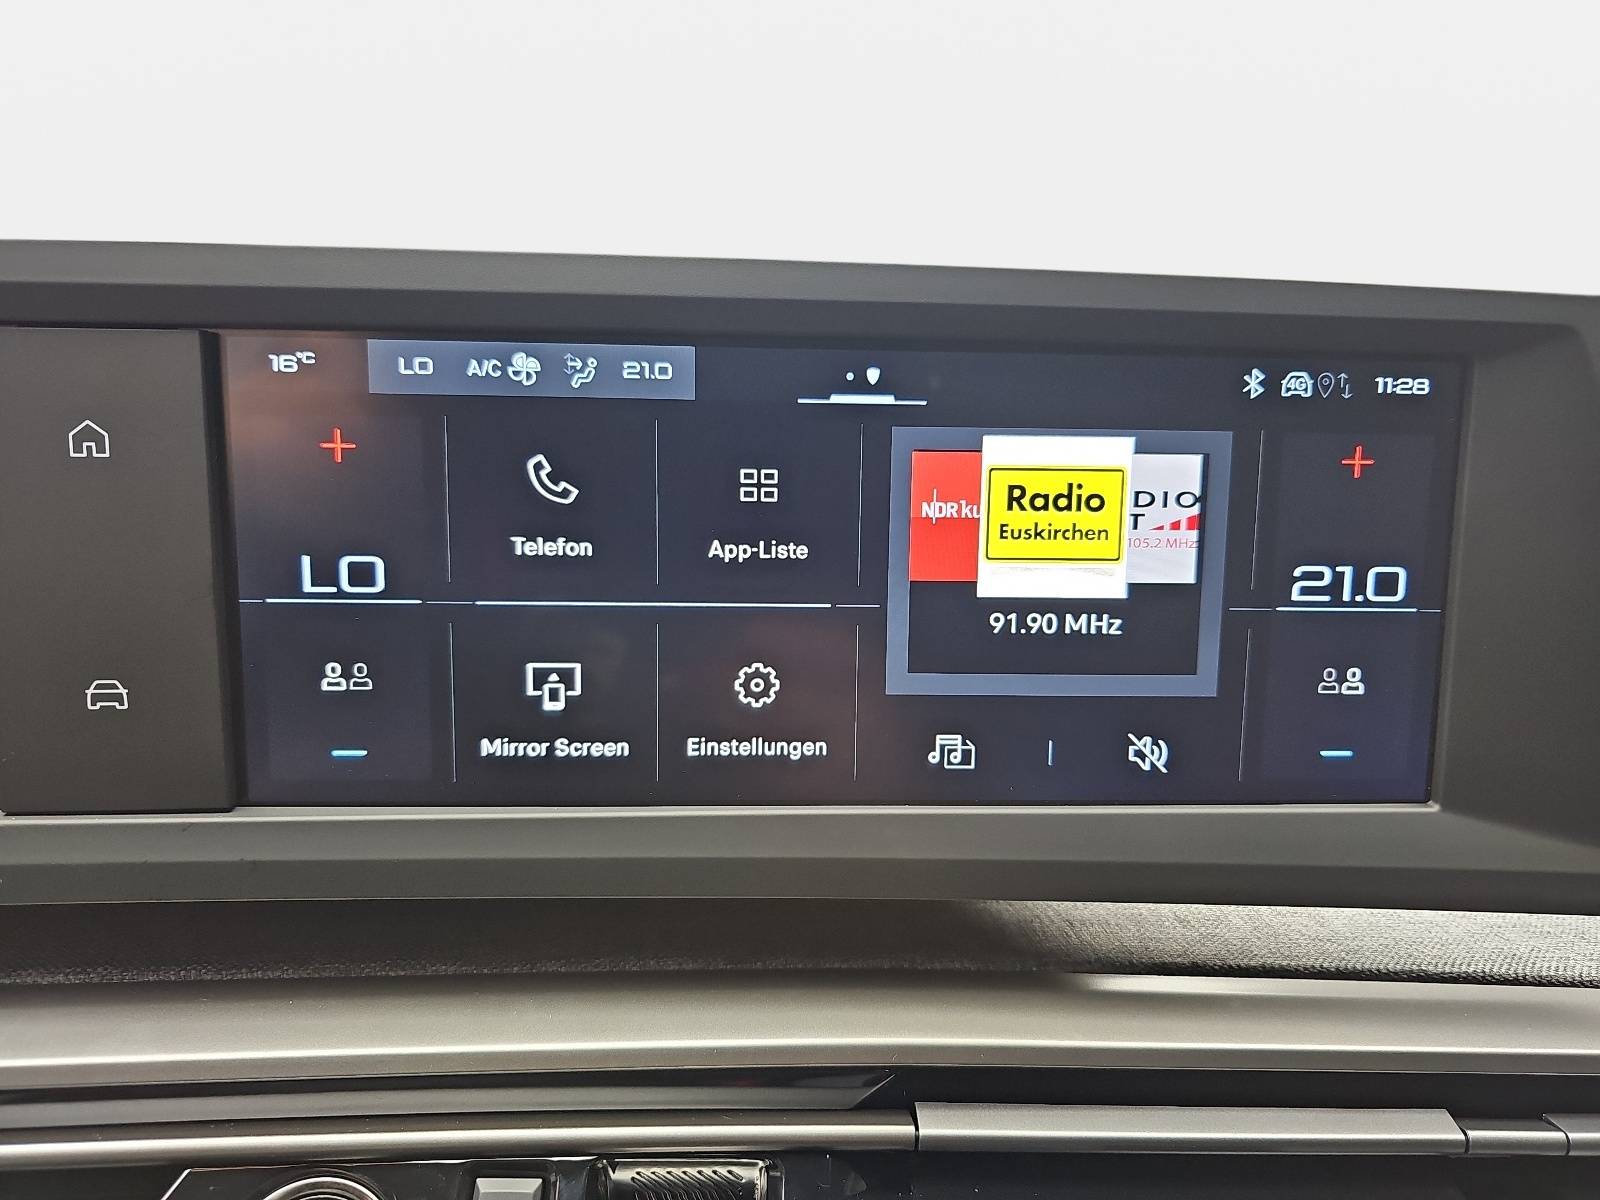 16°C
LO A/C 21.0
4G 11:28
Telefon
App-Liste
NDR ku
Radio
Euskirchen
DIO
T
105.2 MHz
LO
21.0
91.90 MHz
Mirror Screen
Einstellungen